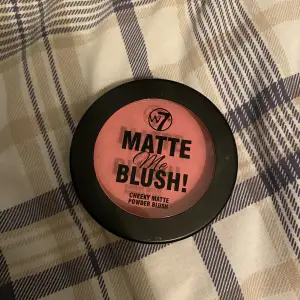 W7
MATTE
Me
BLUSH!
CHEEKY MATTE
POWDER BLUSH